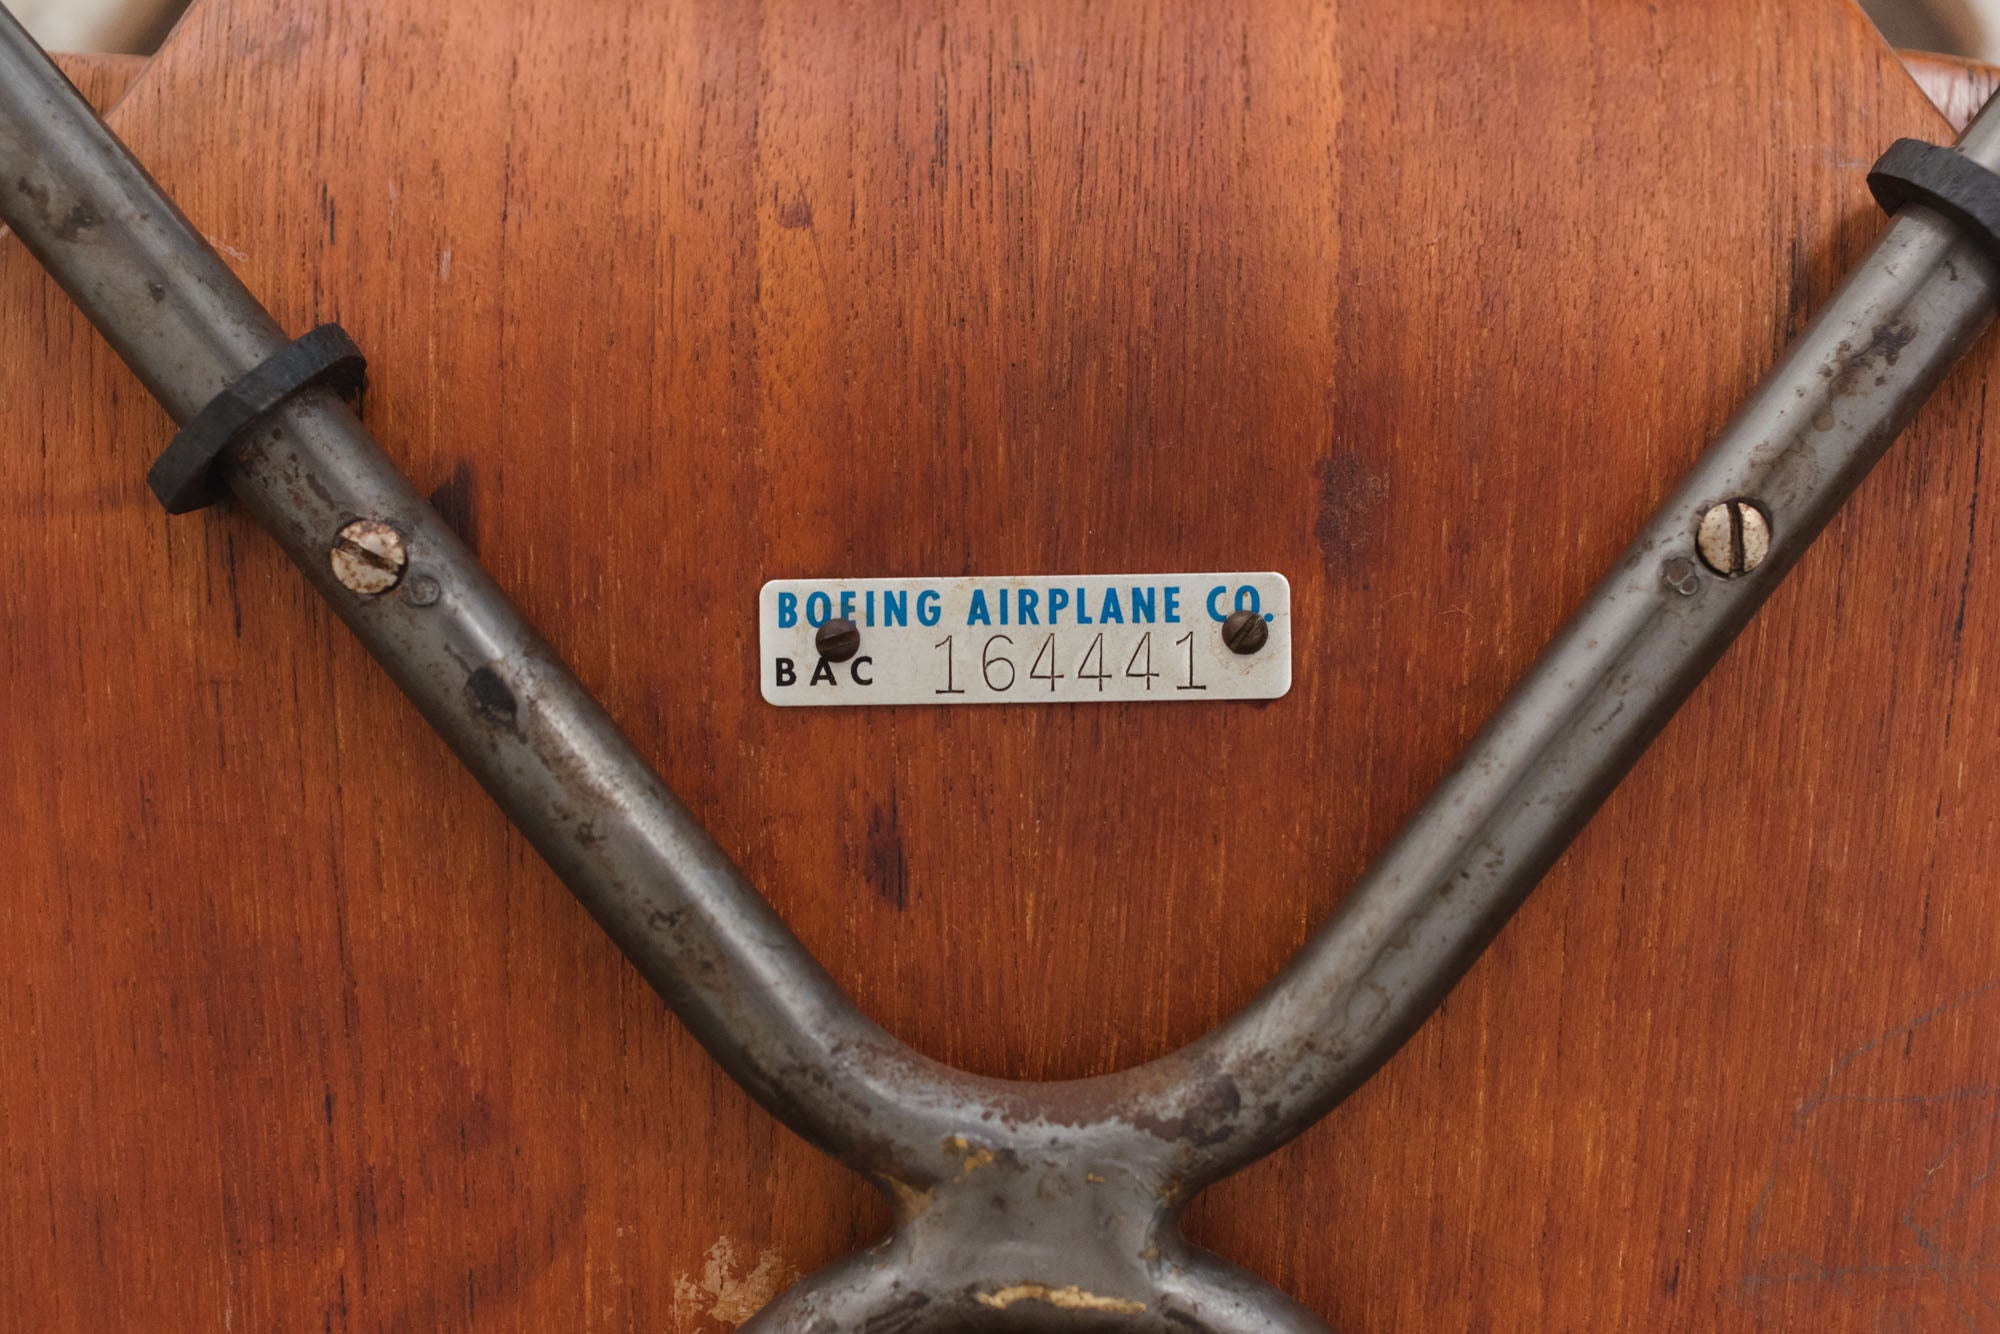 BOEING AIRPLANE CO.
BAC 164441